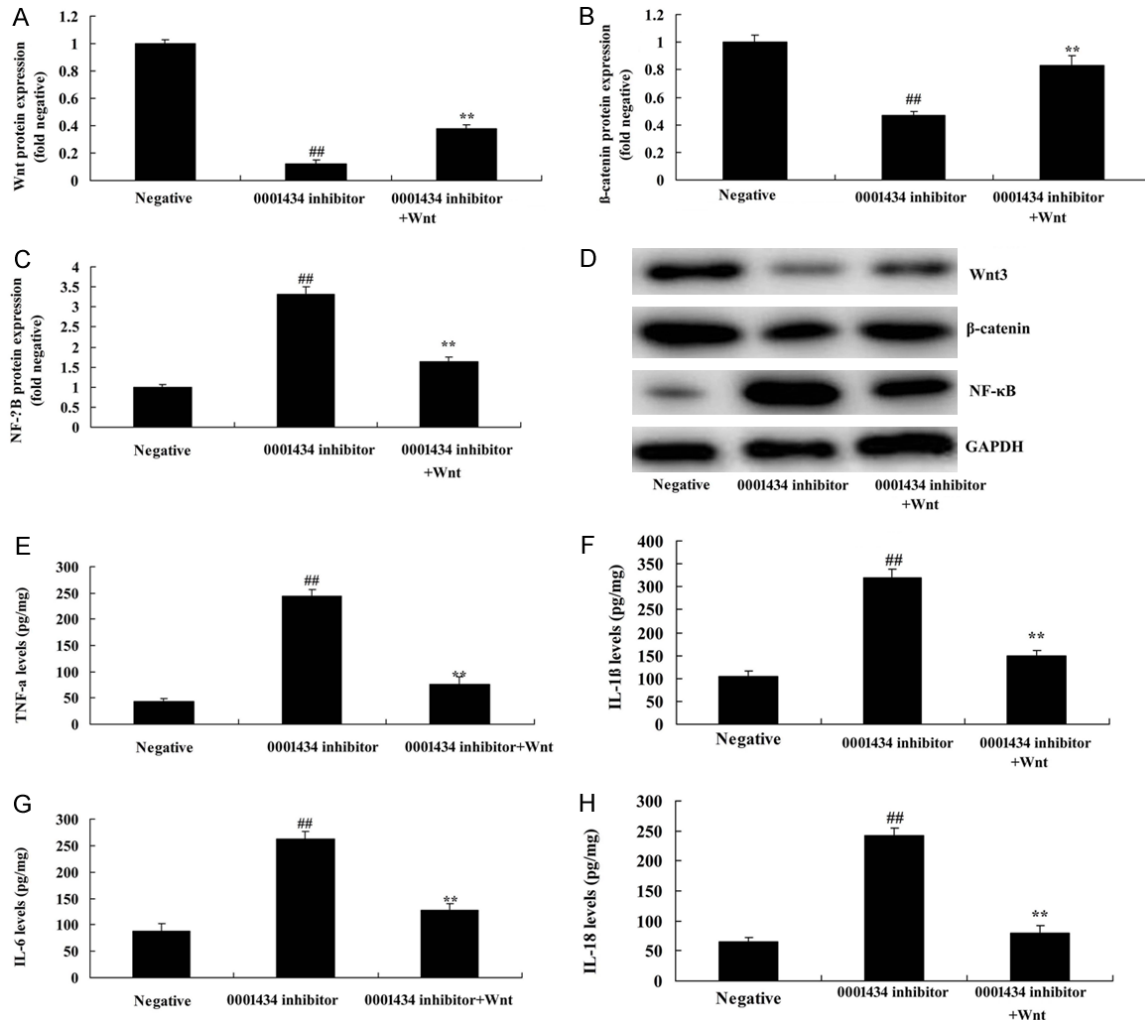 A
Wnt protein expression
(fold negative)
1.2
1
0.8
0.6
0.4
0.2
0
##
**
Negative
0001434 inhibitor
0001434 inhibitor
+Wnt
B
ß-catenin protein expression
(fold negative)
1.2
1
0.8
0.6
0.4
0.2
0
##
**
Negative
0001434 inhibitor
0001434 inhibitor
+Wnt
C
NF-?B protein expression
(fold negative)
4
3.5
3
2.5
2
1.5
1
0.5
0
##
**
Negative
0001434 inhibitor
0001434 inhibitor
+Wnt
D
Wnt3
β-catenin
NF-κB
GAPDH
Negative
0001434 inhibitor
0001434 inhibitor
+Wnt
E
TNF-a levels (pg/mg)
300
250
200
150
100
50
0
##
**
Negative
0001434 inhibitor
0001434 inhibitor+Wnt
F
IL-1ß levels (pg/mg)
400
350
300
250
200
150
100
50
0
##
**
Negative
0001434 inhibitor
0001434 inhibitor
+Wnt
G
IL-6 levels (pg/mg)
300
250
200
150
100
50
0
##
**
Negative
0001434 inhibitor
0001434 inhibitor+Wnt
H
IL-18 levels (pg/mg)
300
250
200
150
100
50
0
##
**
Negative
0001434 inhibitor
0001434 inhibitor
+Wnt